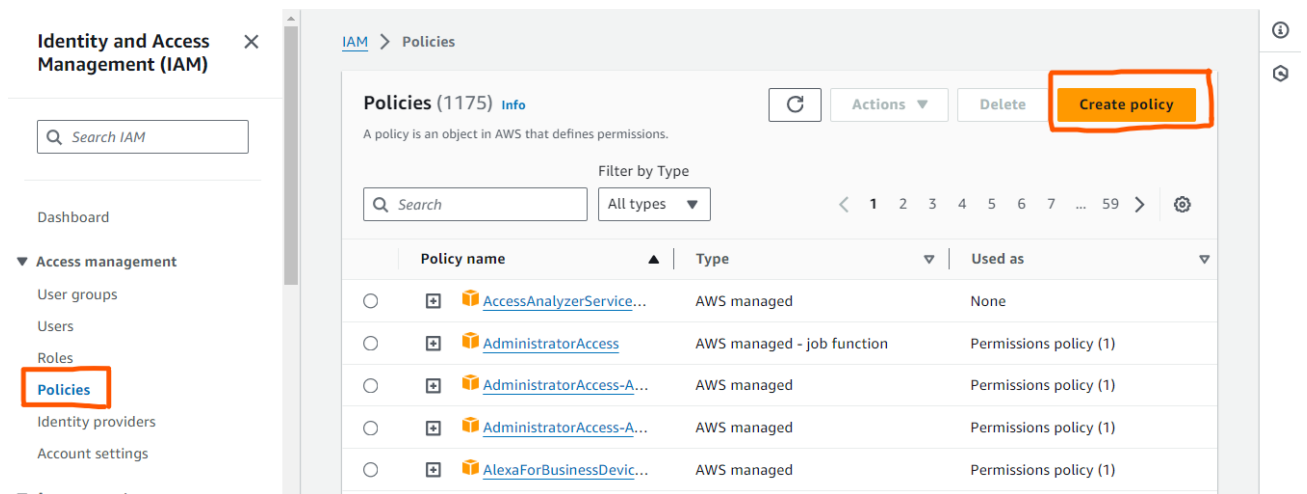 Identity and Access
Management (IAM)
Search IAM
Dashboard
Access management
User groups
Users
Roles
Policies
Identity providers
Account settings
IAM > Policies
Policies (1175) Info
A policy is an object in AWS that defines permissions.
Actions
Delete
Create policy
Filter by Type
Search
All types
1 2 3 4 5 6 7 ... 59
Policy name Type Used as
AccessAnalyzerService... AWS managed None
AdministratorAccess AWS managed - job function Permissions policy (1)
AdministratorAccess-A... AWS managed Permissions policy (1)
AdministratorAccess-A... AWS managed Permissions policy (1)
AlexaForBusinessDevic... AWS managed Permissions policy (1)